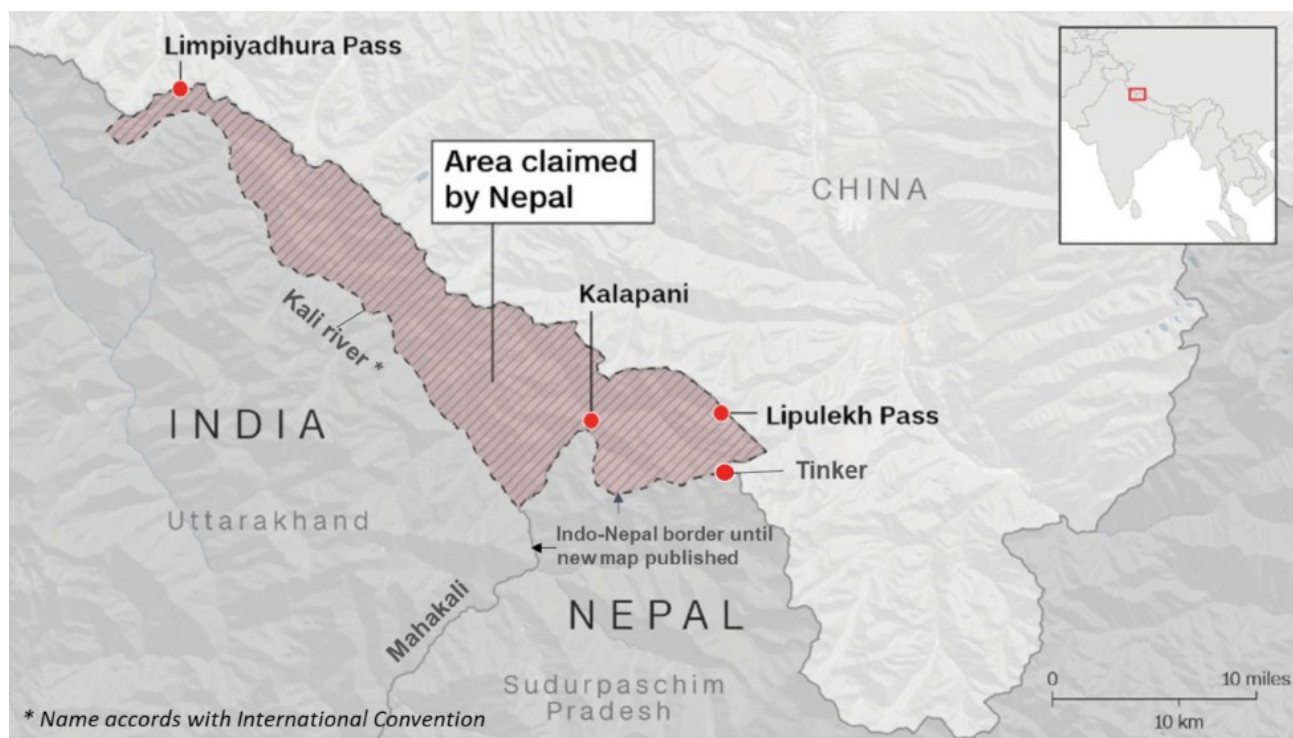 Limpiyadhura Pass
Area claimed
by Nepal
CHINA
Kalapani
Kali river *
INDIA
Lipulekh Pass
Tinker
Uttarakhand
Indo-Nepal border until
new map published
Mahakali
NEPAL
Sudurpaschim
Pradesh
0 10 miles
10 km
* Name accords with International Convention